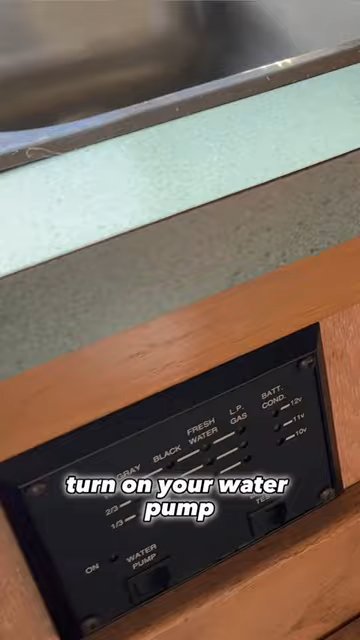 GRAY
BLACK
FRESH WATER
L.P. GAS
BATT. COND.
12v
11v
10v
2/3
1/3
turn on your water
pump
ON
WATER
PUMP